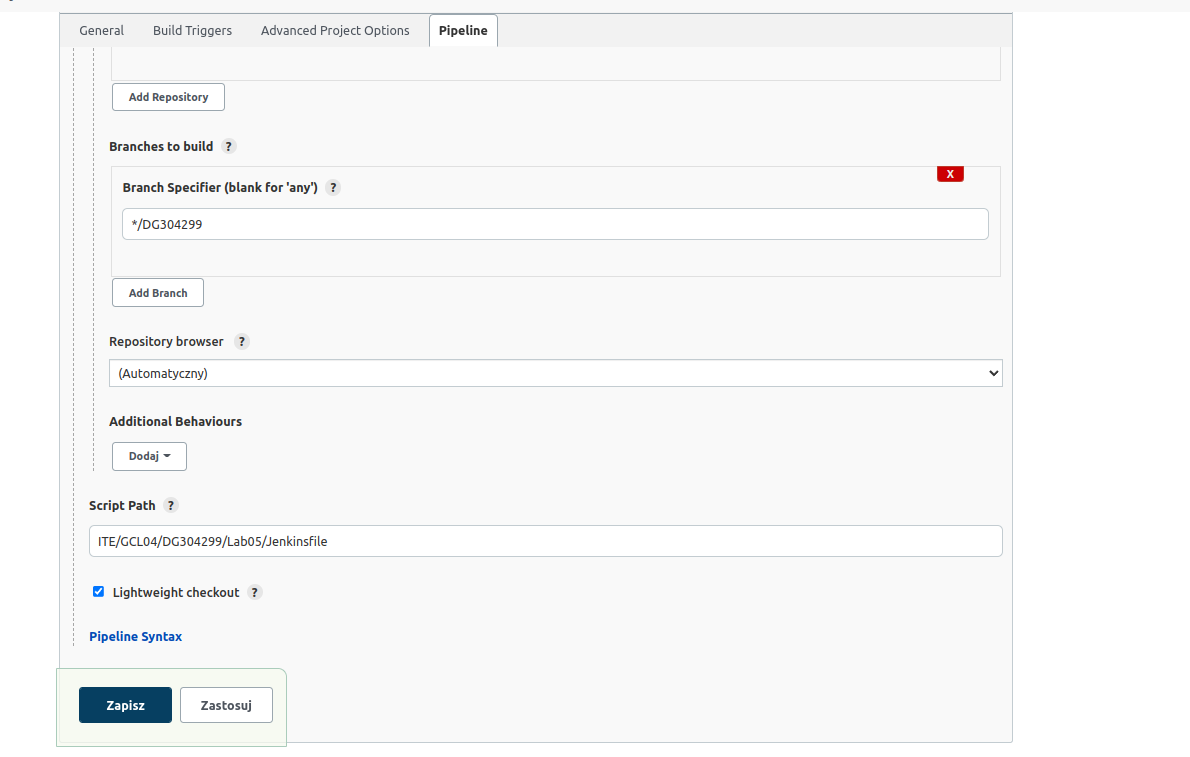 General Build Triggers Advanced Project Options Pipeline
Add Repository
Branches to build ?
X
Branch Specifier (blank for 'any') ?
*/DG304299
Add Branch
Repository browser ?
(Automatyczny)
Additional Behaviours
Dodaj
Script Path ?
ITE/GCL04/DG304299/Lab05/Jenkinsfile
Lightweight checkout ?
Pipeline Syntax
Zapisz Zastosuj